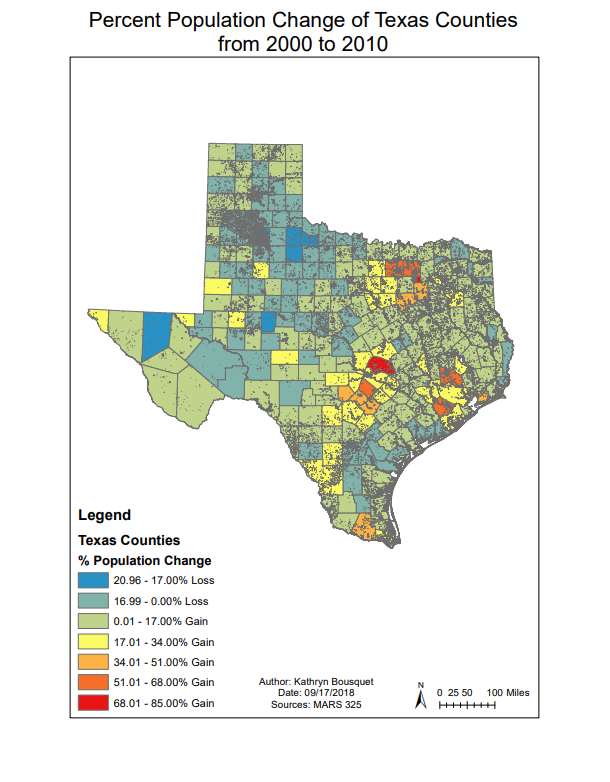 Percent Population Change of Texas Counties
from 2000 to 2010
Legend
Texas Counties
% Population Change
20.96 - 17.00% Loss
16.99 - 0.00% Loss
0.01 - 17.00% Gain
17.01 - 34.00% Gain
34.01 - 51.00% Gain
51.01 - 68.00% Gain
68.01 - 85.00% Gain
Author: Kathryn Bousquet
Date: 09/17/2018
Sources: MARS 325
N
0 25 50 100 Miles